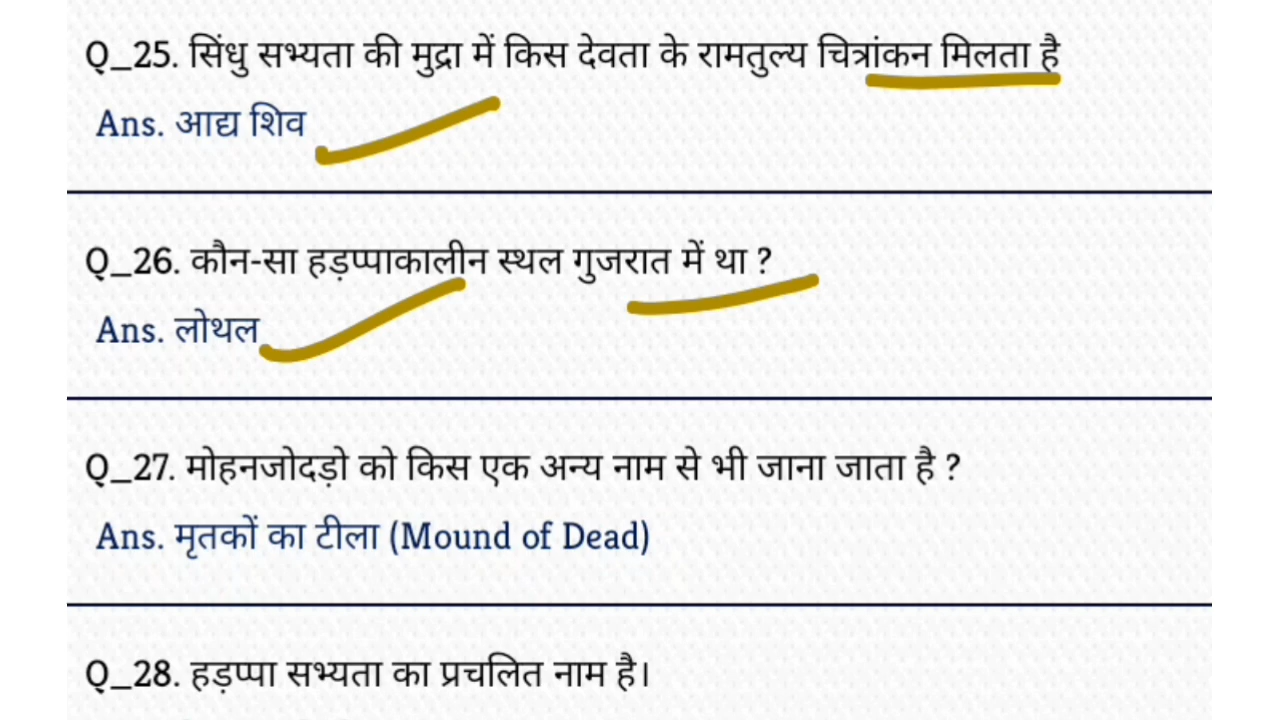 Q_25. सिंधु सभ्यता की मुद्रा में किस देवता के रामतुल्य चित्रांकन मिलता है
Ans. आद्य शिव
Q_26. कौन-सा हड़प्पाकालीन स्थल गुजरात में था ?
Ans. लोथल
Q_27. मोहनजोदड़ो को किस एक अन्य नाम से भी जाना जाता है ?
Ans. मृतकों का टीला (Mound of Dead)
Q_28. हड़प्पा सभ्यता का प्रचलित नाम है।